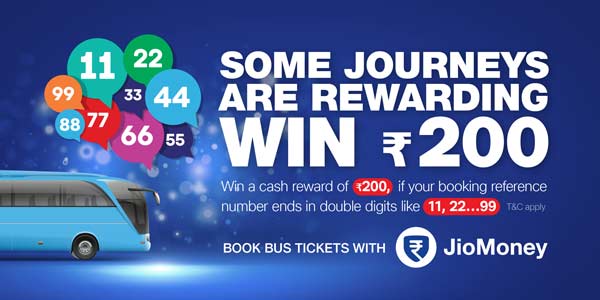 11
22
99
33
44
88
77
66
55
SOME JOURNEYS
ARE REWARDING
WIN ₹200
Win a cash reward of ₹200, if your booking reference
number ends in double digits like 11, 22...99 T&C apply
BOOK BUS TICKETS WITH ₹ JioMoney